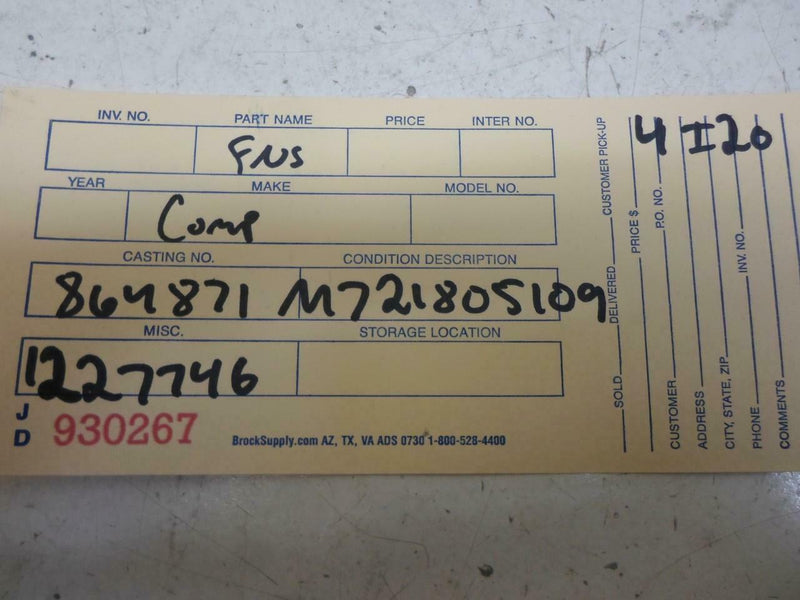 INV. NO. PART NAME PRICE INTER NO.
FNS
YEAR MAKE MODEL NO.
Comp
CASTING NO. CONDITION DESCRIPTION
864871 M721805109
MISC. STORAGE LOCATION
1227746
JD 930267 BrockSupply.com AZ, TX, VA ADS 0730 1-800-528-4400
SOLD DELIVERED CUSTOMER PICK-UP
PRICE $
CUSTOMER P.O. NO.
ADDRESS
CITY, STATE, ZIP
PHONE INV. NO.
COMMENTS
4 I20